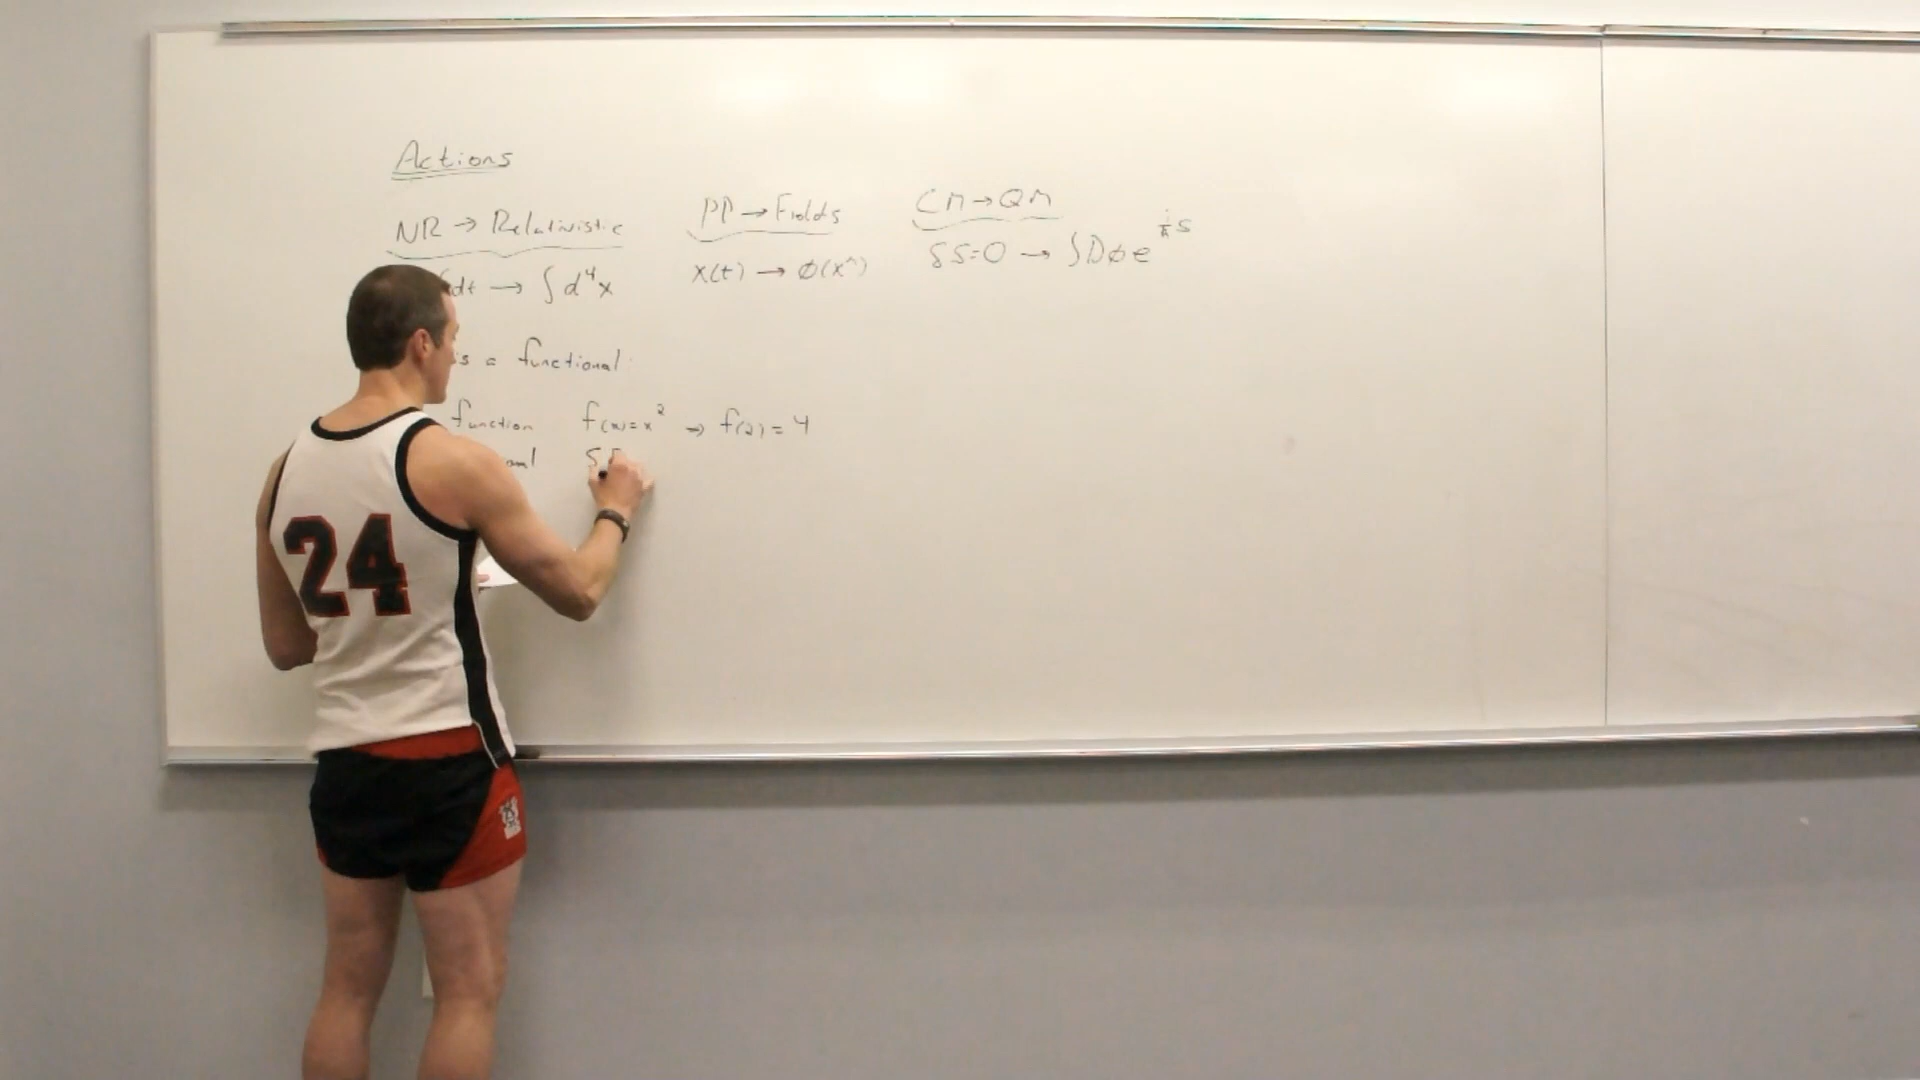 Actions
NR → Relativistic
∫dt → ∫d⁴x
PP → Fields
x(t) → ϕ(x^μ)
CM → QM
δS=0 → ∫Dϕ e^{i/ħ S}
is a functional
function f(x)=x² → f(2)=4
24